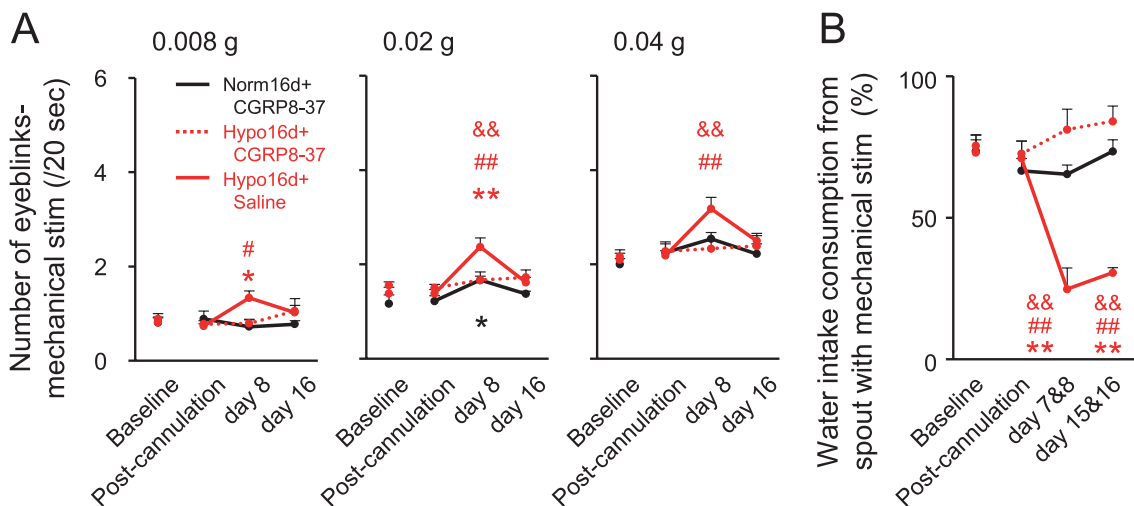 A
0.008 g
0.02 g
0.04 g
Number of eyeblinks-
mechanical stim (/20 sec)
6
4
2
0
Norm16d+
CGRP8-37
Hypo16d+
CGRP8-37
Hypo16d+
Saline
#
*
&&
##
**
*
&&
##
Baseline
Post-cannulation
day 8
day 16
Baseline
Post-cannulation
day 8
day 16
Baseline
Post-cannulation
day 8
day 16
B
Water intake consumption from
spout with mechanical stim (%)
100
50
0
&&
##
**
&&
##
**
Baseline
Post-cannulation
day 7&8
day 15&16